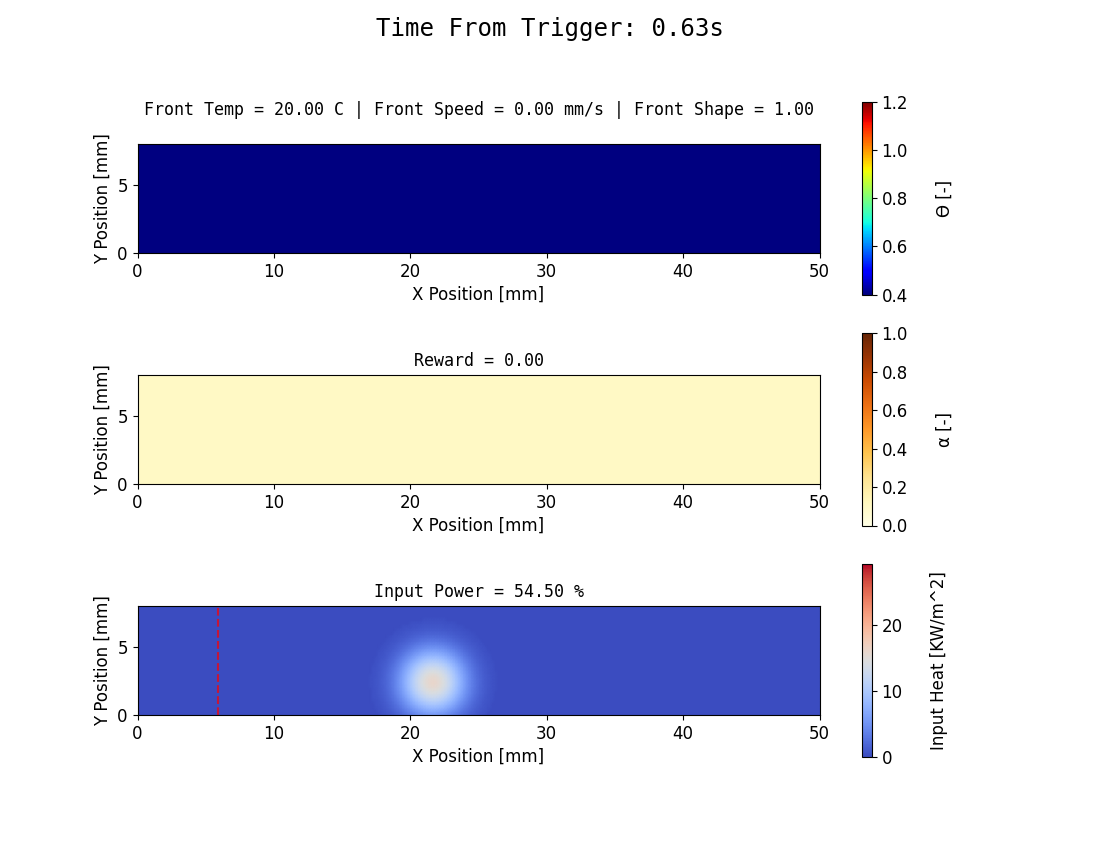 Time From Trigger: 0.63s
Front Temp = 20.00 C | Front Speed = 0.00 mm/s | Front Shape = 1.00
Y Position [mm]
5
0
0 10 20 30 40 50
X Position [mm]
1.2
1.0
0.8
0.6
0.4
Θ [-]
Reward = 0.00
Y Position [mm]
5
0
0 10 20 30 40 50
X Position [mm]
1.0
0.8
0.6
0.4
0.2
0.0
α [-]
Input Power = 54.50 %
Y Position [mm]
5
0
0 10 20 30 40 50
X Position [mm]
20
10
0
Input Heat [KW/m^2]